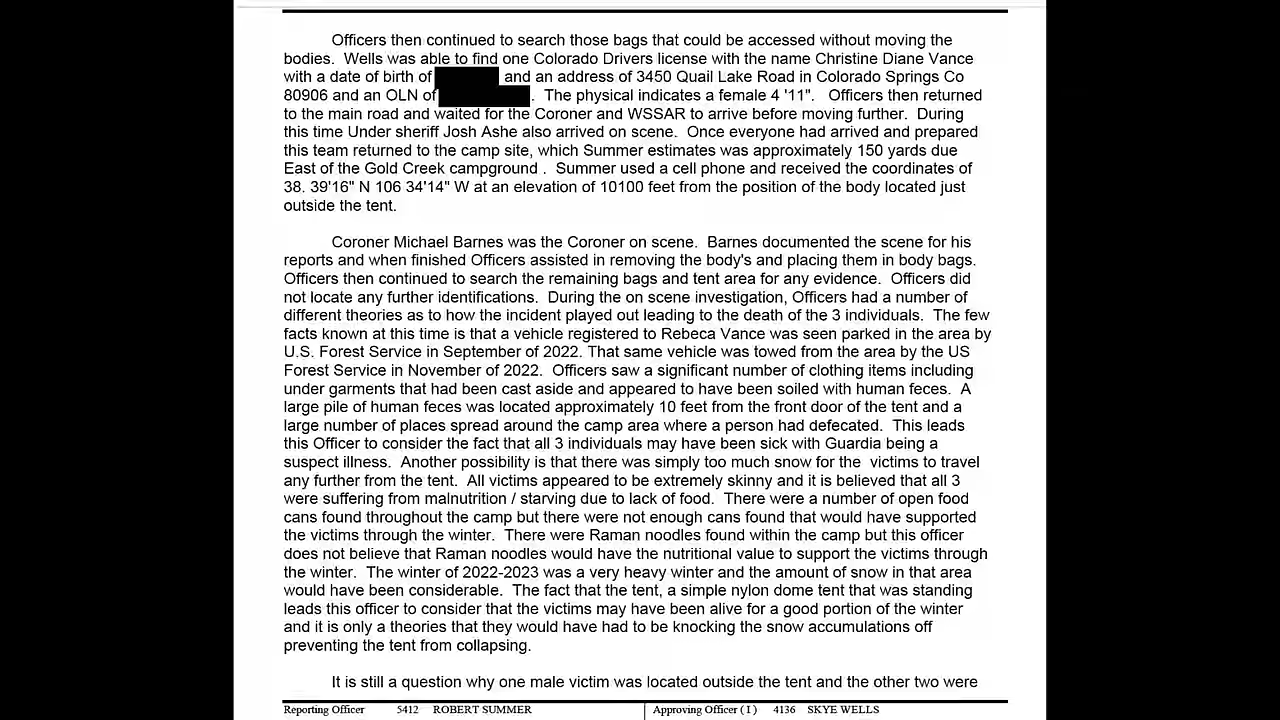 Officers then continued to search those bags that could be accessed without moving the
bodies.  Wells was able to find one Colorado Drivers license with the name Christine Diane Vance
with a date of birth of and an address of 3450 Quail Lake Road in Colorado Springs Co
80906 and an OLN of .  The physical indicates a female 4 '11".   Officers then returned
to the main road and waited for the Coroner and WSSAR to arrive before moving further.  During
this time Under sheriff Josh Ashe also arrived on scene.  Once everyone had arrived and prepared
this team returned to the camp site, which Summer estimates was approximately 150 yards due
East of the Gold Creek campground .  Summer used a cell phone and received the coordinates of
38. 39'16" N 106 34'14" W at an elevation of 10100 feet from the position of the body located just
outside the tent.
Coroner Michael Barnes was the Coroner on scene.  Barnes documented the scene for his
reports and when finished Officers assisted in removing the body's and placing them in body bags.
Officers then continued to search the remaining bags and tent area for any evidence.  Officers did
not locate any further identifications.  During the on scene investigation, Officers had a number of
different theories as to how the incident played out leading to the death of the 3 individuals.  The few
facts known at this time is that a vehicle registered to Rebeca Vance was seen parked in the area by
U.S. Forest Service in September of 2022. That same vehicle was towed from the area by the US
Forest Service in November of 2022.  Officers saw a significant number of clothing items including
under garments that had been cast aside and appeared to have been soiled with human feces.  A
large pile of human feces was located approximately 10 feet from the front door of the tent and a
large number of places spread around the camp area where a person had defecated.  This leads
this Officer to consider the fact that all 3 individuals may have been sick with Guardia being a
suspect illness.  Another possibility is that there was simply too much snow for the  victims to travel
any further from the tent.  All victims appeared to be extremely skinny and it is believed that all 3
were suffering from malnutrition / starving due to lack of food.  There were a number of open food
cans found throughout the camp but there were not enough cans found that would have supported
the victims through the winter.  There were Raman noodles found within the camp but this officer
does not believe that Raman noodles would have the nutritional value to support the victims through
the winter.  The winter of 2022-2023 was a very heavy winter and the amount of snow in that area
would have been considerable.  The fact that the tent, a simple nylon dome tent that was standing
leads this officer to consider that the victims may have been alive for a good portion of the winter
and it is only a theories that they would have had to be knocking the snow accumulations off
preventing the tent from collapsing.
It is still a question why one male victim was located outside the tent and the other two were
Reporting Officer 5412 ROBERT SUMMER Approving Officer ( I ) 4136 SKYE WELLS